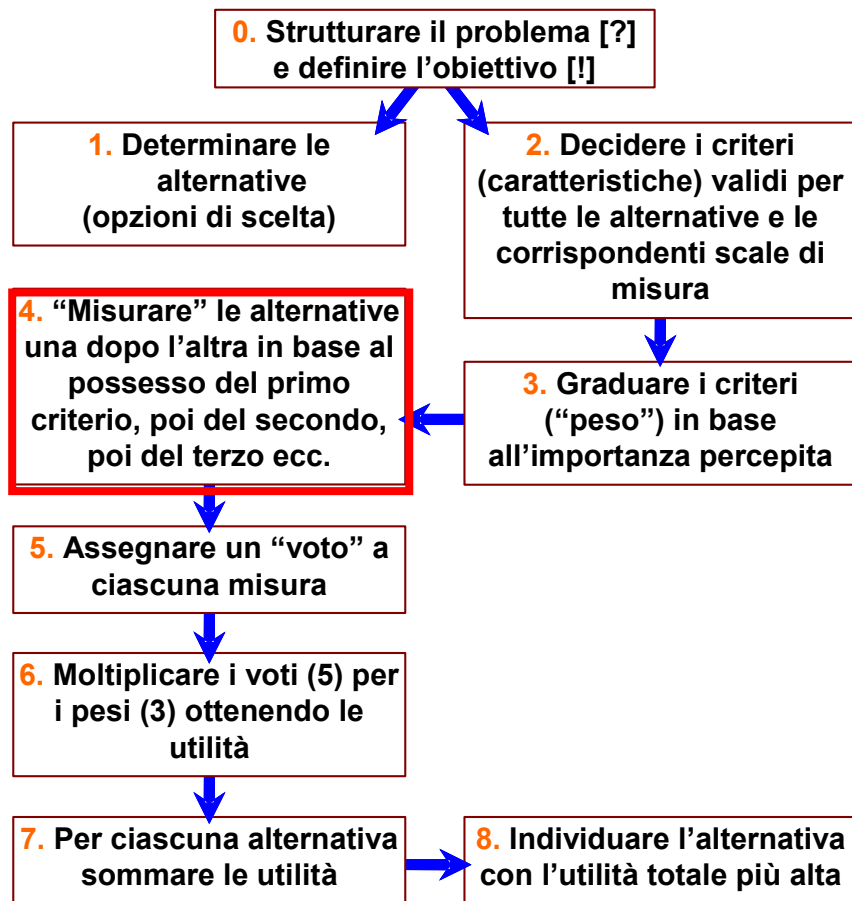 0. Strutturare il problema [?]
e definire l’obiettivo [!]
1. Determinare le
alternative
(opzioni di scelta)
2. Decidere i criteri
(caratteristiche) validi per
tutte le alternative e le
corrispondenti scale di
misura
3. Graduare i criteri
(“peso”) in base
all’importanza percepita
4. “Misurare” le alternative
una dopo l’altra in base al
possesso del primo
criterio, poi del secondo,
poi del terzo ecc.
5. Assegnare un “voto” a
ciascuna misura
6. Moltiplicare i voti (5) per
i pesi (3) ottenendo le
utilità
7. Per ciascuna alternativa
sommare le utilità
8. Individuare l’alternativa
con l’utilità totale più alta